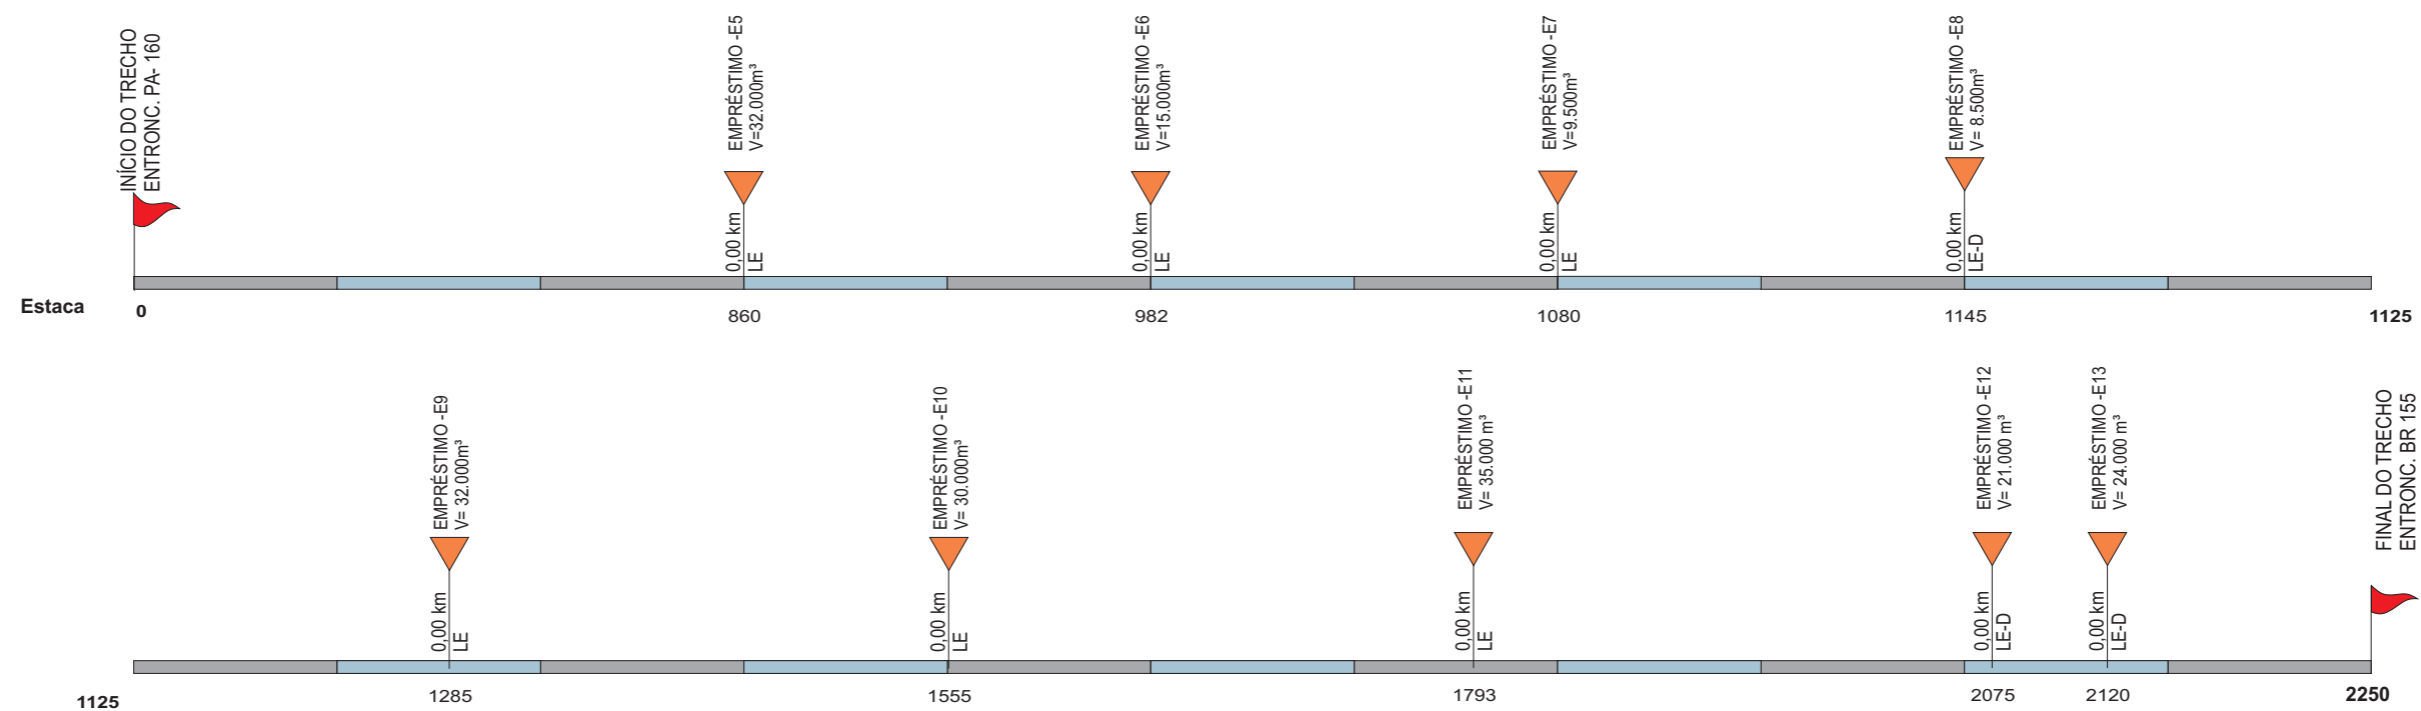 INÍCIO DO TRECHO
ENTRONC. PA- 160
EMPRÉSTIMO -E5
V=32.000m³
0,00 km
LE
EMPRÉSTIMO -E6
V=15.000m³
0,00 km
LE
EMPRÉSTIMO -E7
V=9.500m³
0,00 km
LE
EMPRÉSTIMO -E8
V= 8.500m³
0,00 km
LE-D
Estaca
0
860
982
1080
1145
1125
EMPRÉSTIMO -E9
V= 32.000m³
0,00 km
LE
EMPRÉSTIMO -E10
V= 30.000m³
0,00 km
LE
EMPRÉSTIMO -E11
V= 35.000 m³
0,00 km
LE
EMPRÉSTIMO -E12
V= 21.000 m³
0,00 km
LE-D
EMPRÉSTIMO -E13
V= 24.000 m³
0,00 km
LE-D
FINAL DO TRECHO
ENTRONC. BR 155
1125
1285
1555
1793
2075
2120
2250